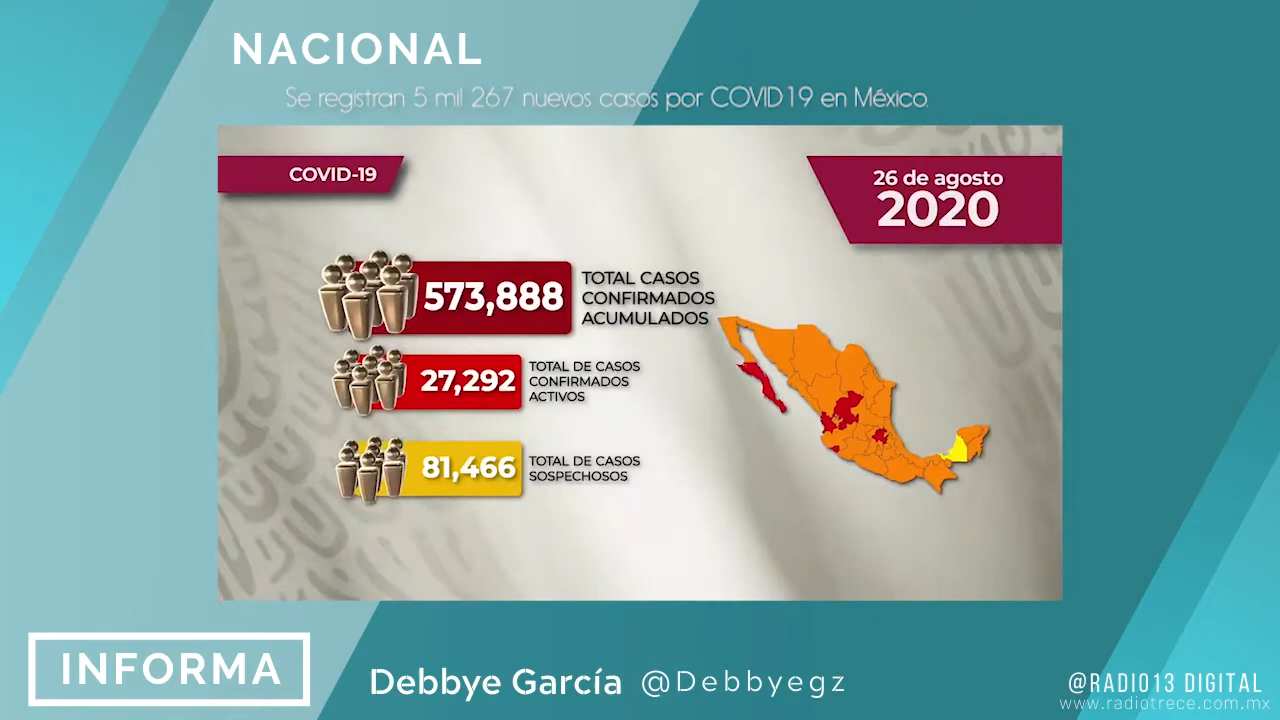 NACIONAL
Se registran 5 mil 267 nuevos casos por COVID19 en México.
COVID-19
26 de agosto
2020
573,888
TOTAL CASOS
CONFIRMADOS
ACUMULADOS
27,292
TOTAL DE CASOS
CONFIRMADOS
ACTIVOS
81,466
TOTAL DE CASOS
SOSPECHOSOS
INFORMA
Debbye García @Debbyegz
@RADIO13 DIGITAL
www.radiotrece.com.mx